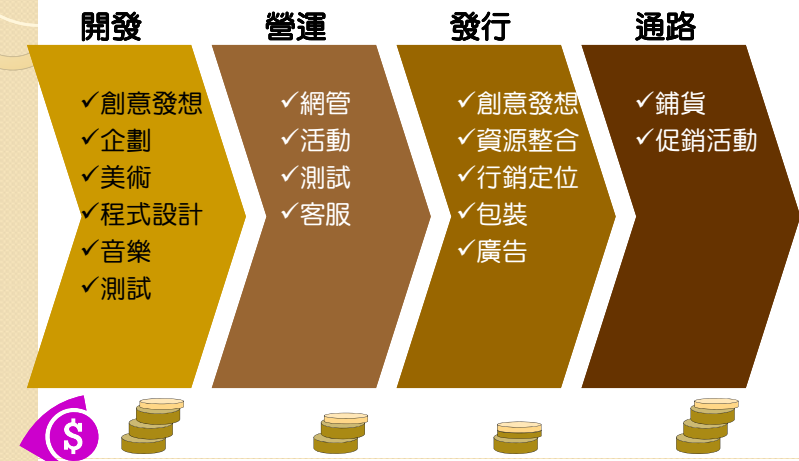 開發
✓創意發想
✓企劃
✓美術
✓程式設計
✓音樂
✓測試
營運
✓網管
✓活動
✓測試
✓客服
發行
✓創意發想
✓資源整合
✓行銷定位
✓包裝
✓廣告
通路
✓鋪貨
✓促銷活動
$